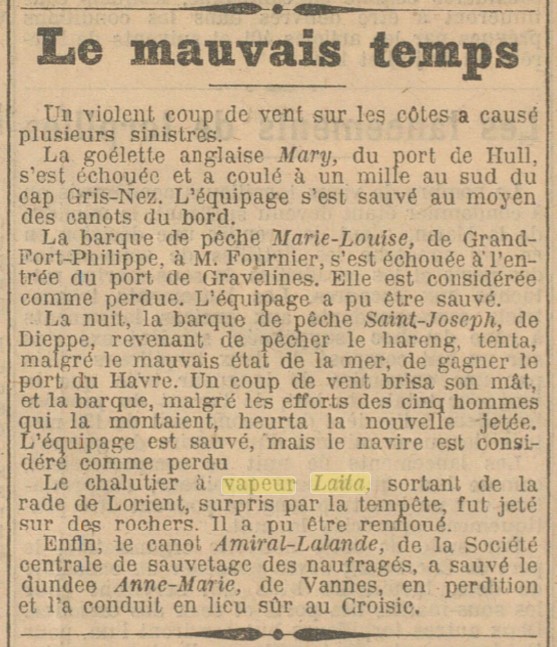 Le mauvais temps
Un violent coup de vent sur les côtes a causé
plusieurs sinistres.
La goélette anglaise Mary, du port de Hull,
s'est échouée et a coulé à un mille au sud du
cap Gris-Nez. L'équipage s'est sauvé au moyen
des canots du bord.
La barque de pêche Marie-Louise, de Grand-
Fort-Philippe, à M. Fournier, s'est échouée à l'en-
trée du port de Gravelines. Elle est considérée
comme perdue. L'équipage a pu être sauvé.
La nuit, la barque de pêche Saint-Joseph, de
Dieppe, revenant de pêcher le hareng, tenta,
malgré le mauvais état de la mer, de gagner le
port du Havre. Un coup de vent brisa son mât,
et la barque, malgré les efforts des cinq hommes
qui la montaient, heurta la nouvelle jetée.
L'équipage est sauvé, mais le navire est consi-
déré comme perdu
Le chalutier à vapeur Laïta, sortant de la
rade de Lorient, surpris par la tempête, fut jeté
sur des rochers. Il a pu être renfloué.
Enfin, le canot Amiral-Lalande, de la Société
centrale de sauvetage des naufragés, a sauvé le
dundee Anne-Marie, de Vannes, en perdition
et l'a conduit en lieu sûr au Croisic.